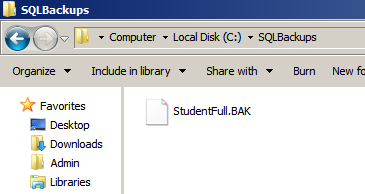 SQLBackups
Computer Local Disk (C:) SQLBackups
Organize Include in library Share with Burn New fo
Favorites
Desktop
Downloads
Admin
Libraries
StudentFull.BAK